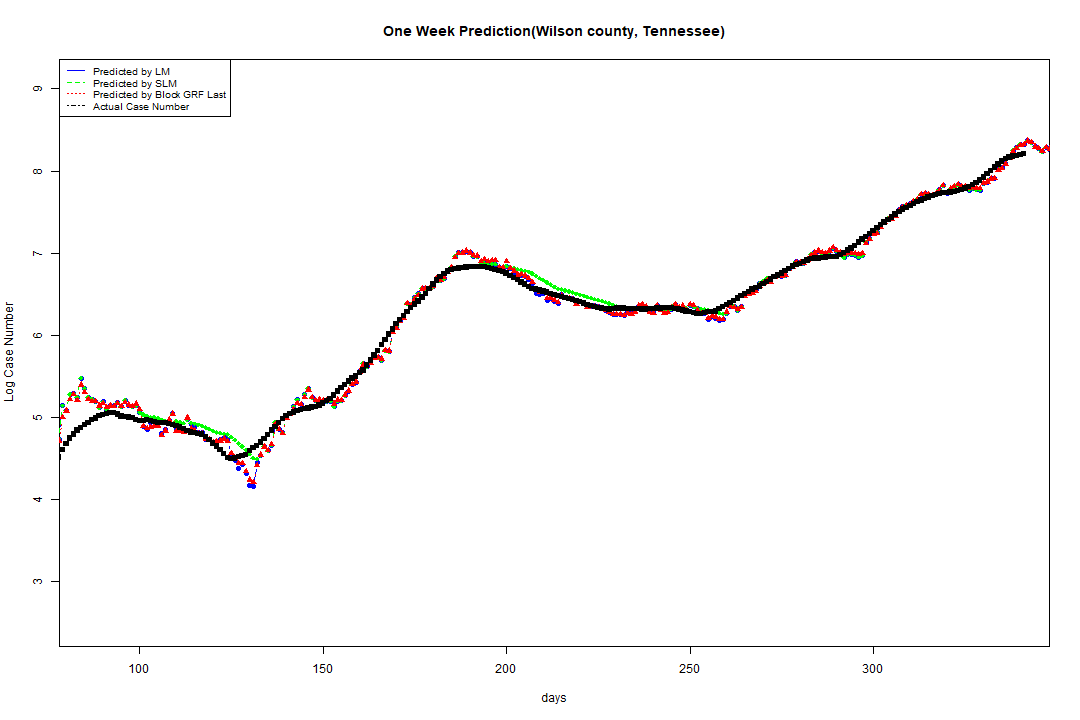 One Week Prediction(Wilson county, Tennessee)
Predicted by LM
Predicted by SLM
Predicted by Block GRF Last
Actual Case Number
9
8
7
6
5
4
3
Log Case Number
100 150 200 250 300
days